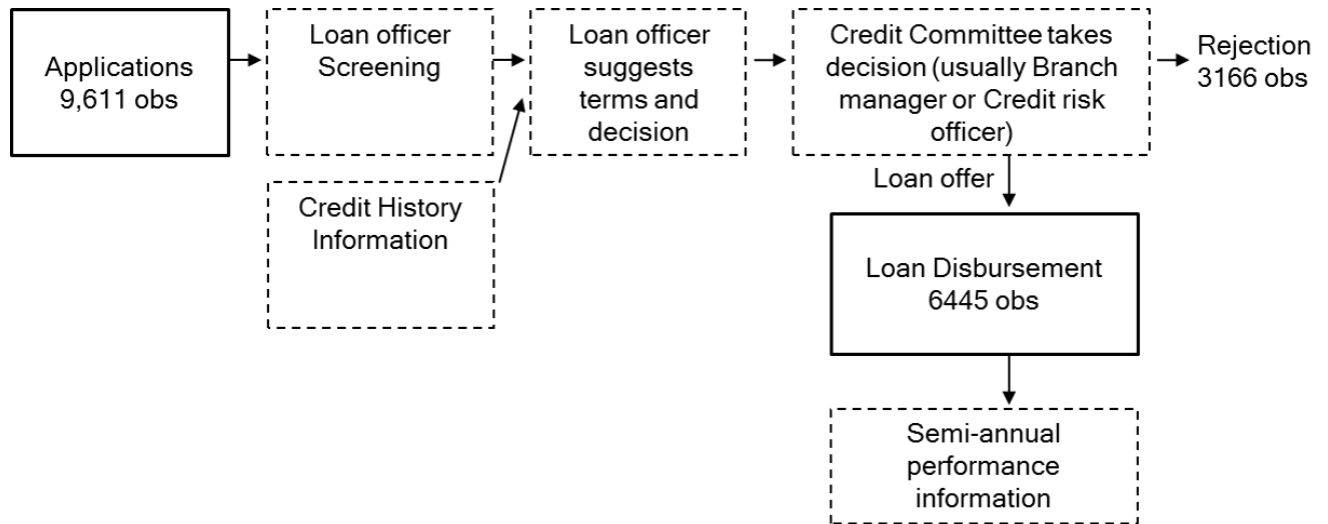 Applications
9,611 obs
Loan officer
Screening
Loan officer
suggests
terms and
decision
Credit Committee takes
decision (usually Branch
manager or Credit risk
officer)
Rejection
3166 obs
Credit History
Information
Loan offer
Loan Disbursement
6445 obs
Semi-annual
performance
information